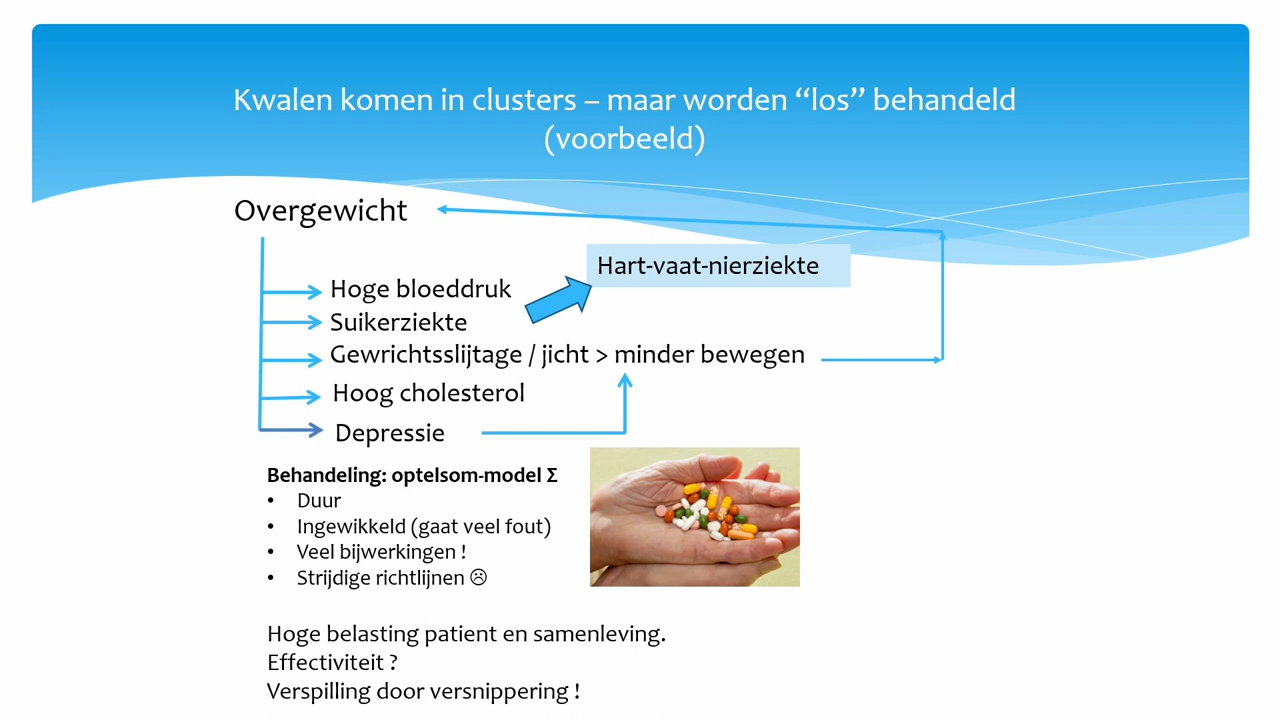 Kwalen komen in clusters – maar worden “los” behandeld
(voorbeeld)
Overgewicht
Hart-vaat-nierziekte
Hoge bloeddruk
Suikerziekte
Gewrichtsslijtage / jicht > minder bewegen
Hoog cholesterol
Depressie
Behandeling: optelsom-model Σ
• Duur
• Ingewikkeld (gaat veel fout)
• Veel bijwerkingen !
• Strijdige richtlijnen ☹
Hoge belasting patient en samenleving.
Effectiviteit ?
Verspilling door versnippering !